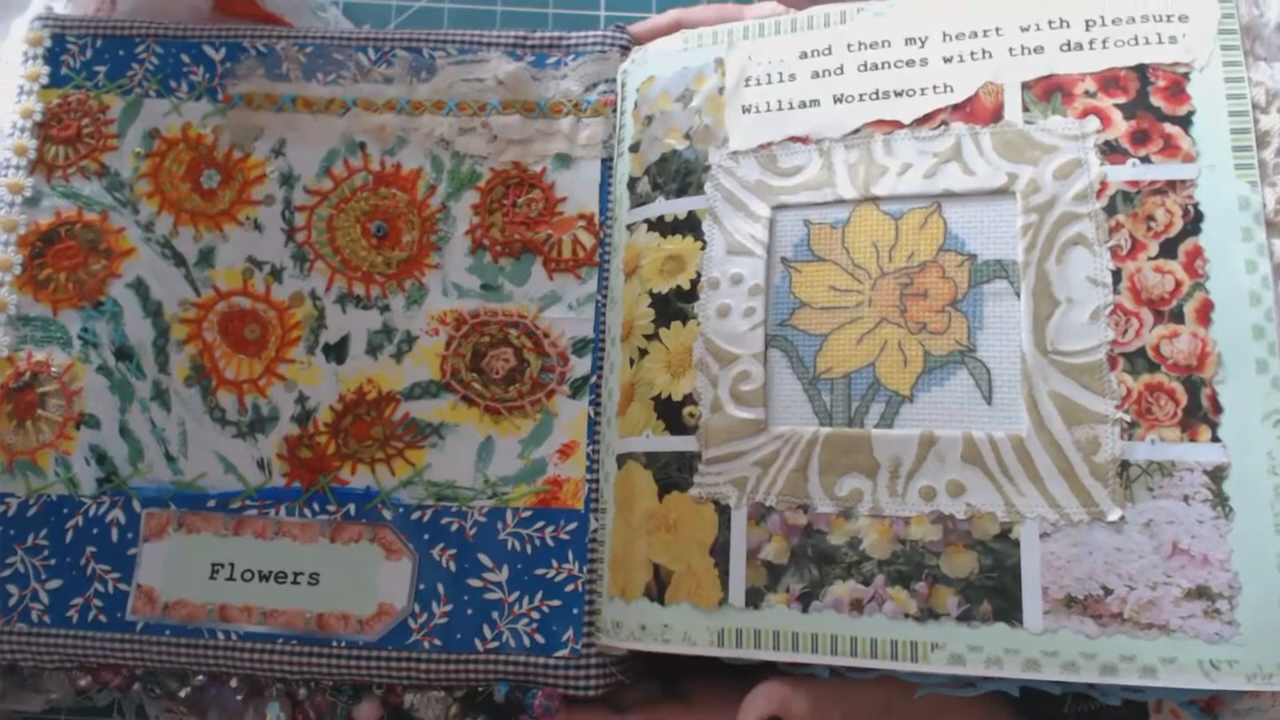 Flowers
'... and then my heart with pleasure
fills and dances with the daffodils'
William Wordsworth